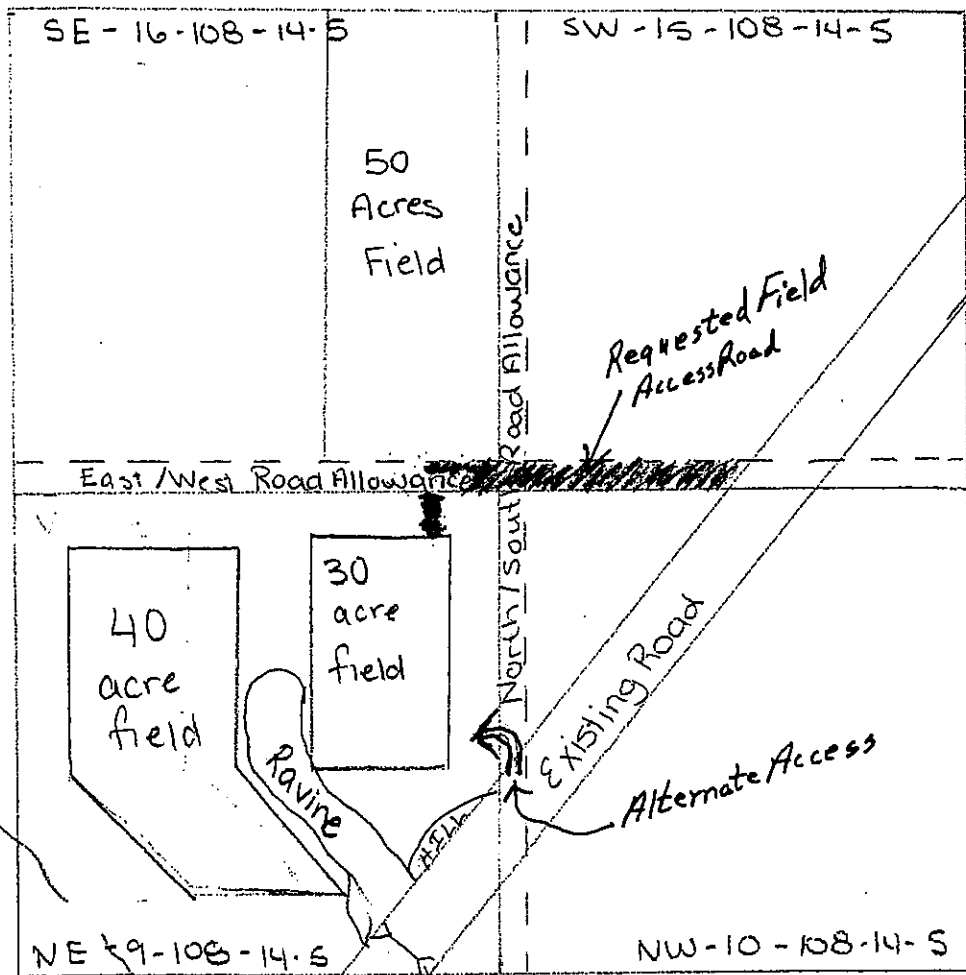 SE - 16 - 108 - 14 - 5
SW - 15 - 108 - 14 - 5
50
Acres
Field
Requested Field
Access Road
North / South Road Allowance
East / West Road Allowance
40
acre
field
30
acre
field
Ravine
Hill
Existing Road
Alternate Access
NE 9 - 108 - 14 - 5
NW - 10 - 108 - 14 - 5